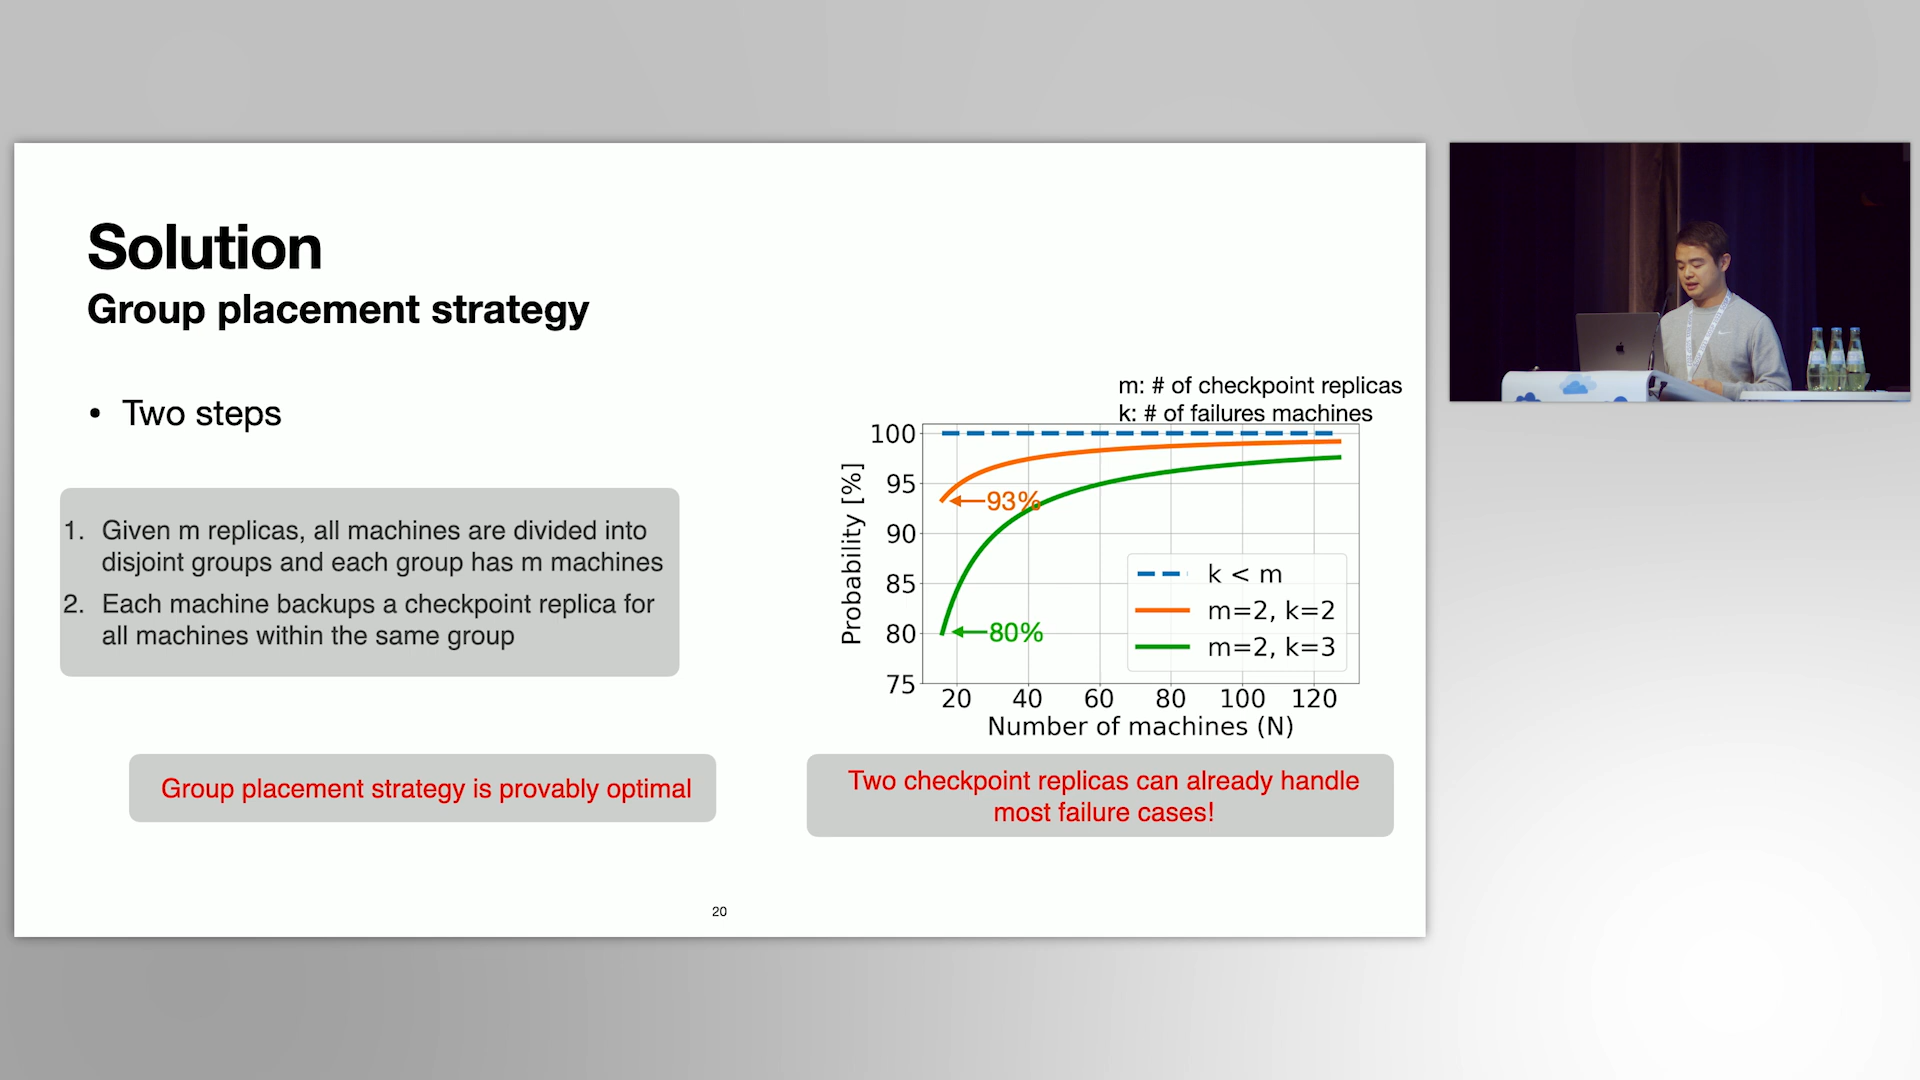 Solution
Group placement strategy
• Two steps
1. Given m replicas, all machines are divided into
disjoint groups and each group has m machines
2. Each machine backups a checkpoint replica for
all machines within the same group
Group placement strategy is provably optimal
m: # of checkpoint replicas
k: # of failures machines
100
95
90
85
80
75
Probability [%]
93%
80%
k < m
m=2, k=2
m=2, k=3
20 40 60 80 100 120
Number of machines (N)
Two checkpoint replicas can already handle
most failure cases!
20